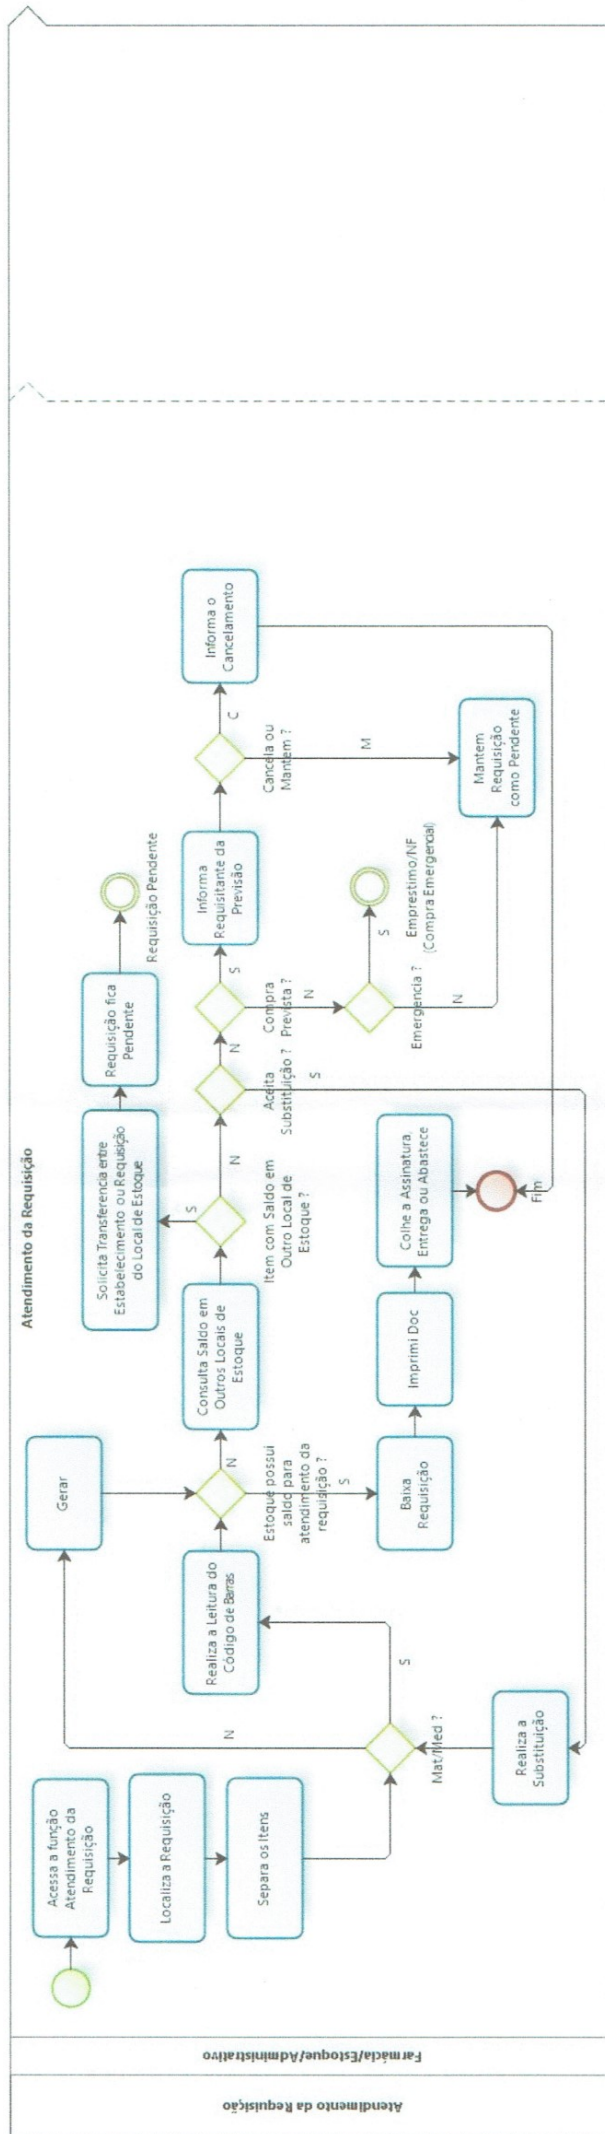 Atendimento da Requisição
Farmácia/Estoque/Administrativo
Atendimento da Requisição
Acessa a função
Atendimento da
Requisição
Localiza a Requisição
Separa os Itens
Mat/Med ?
N
S
Realiza a
Substituição
Gerar
Realiza a Leitura do
Código de Barras
Estoque possui
saldo para
atendimento da
requisição ?
N
S
Baixa
Requisição
Imprimi Doc
Colhe a Assinatura,
Entrega ou Abastece
Fim
Consulta Saldo em
Outros Locais de
Estoque
Item com Saldo em
Outro Local de
Estoque ?
S
N
Solicita Transferencia entre
Estabelecimento ou Requisição
do Local de Estoque
Requisição fica
Pendente
Requisição Pendente
Aceita
Substituição ?
N
S
Compra
Prevista ?
S
N
Informa
Requisitante da
Previsão
Cancela ou
Mantem ?
C
M
Informa o
Cancelamento
Emergencia ?
S
N
Emprestimo/NF
(Compra Emergencial)
Mantem
Requisição
como Pendente